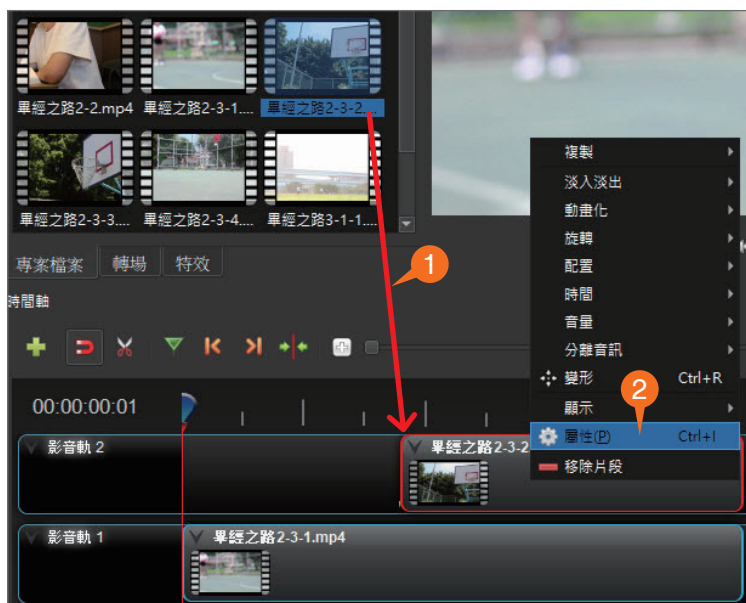 畢經之路2-2.mp4 畢經之路2-3-1.... 畢經之路2-3-2....
畢經之路2-3-3.... 畢經之路2-3-4.... 畢經之路3-1-1....
專案檔案 轉場 特效
時間軸
00:00:00:01
影音軌 2
畢經之路2-3-2
影音軌 1
畢經之路2-3-1.mp4
1
複製
淡入淡出
動畫化
旋轉
配置
時間
音量
分離音訊
變形 Ctrl+R
2
顯示
屬性(P) Ctrl+I
移除片段